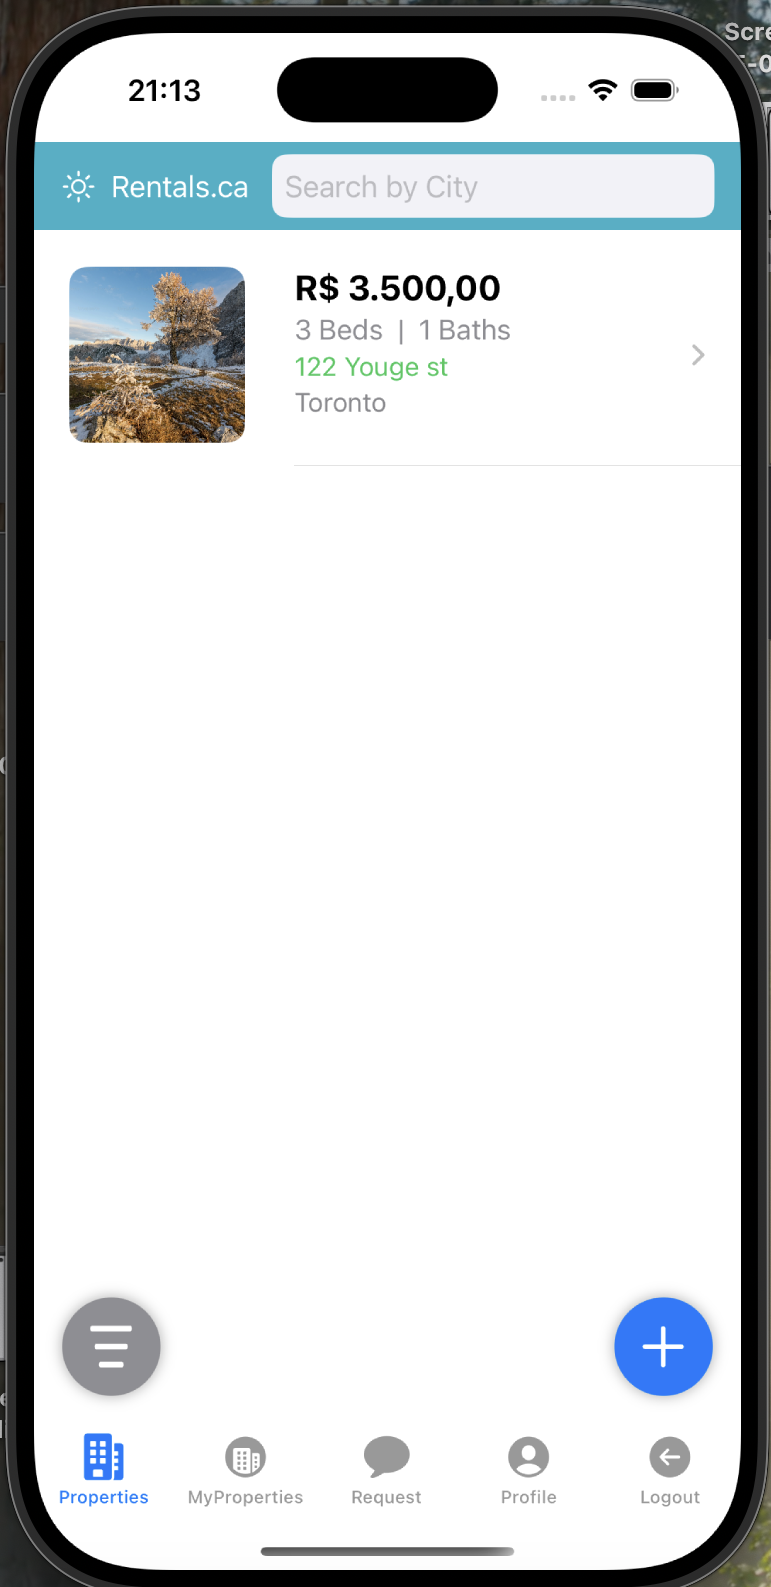 Scre
21:13
Rentals.ca
Search by City
R$ 3.500,00
3 Beds | 1 Baths
122 Youge st
Toronto
Properties
MyProperties
Request
Profile
Logout